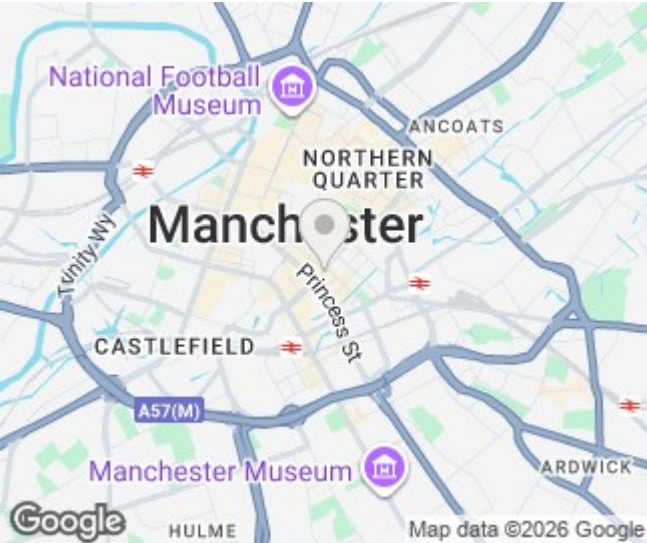 National Football
Museum
ANCOATS
NORTHERN
QUARTER
Manchester
Trinity Wy
Princess St
CASTLEFIELD
A57(M)
Manchester Museum
ARDWICK
Google
HULME
Map data ©2026 Google